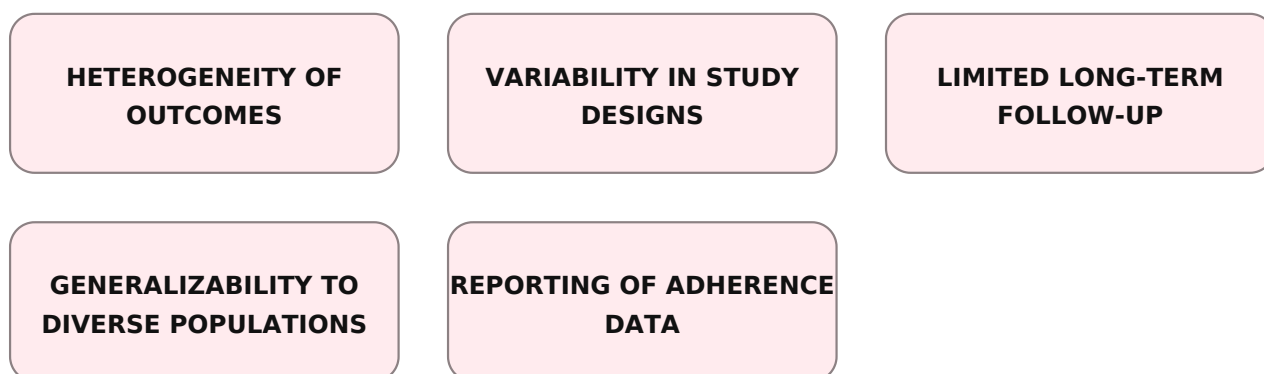 HETEROGENEITY OF
OUTCOMES
VARIABILITY IN STUDY
DESIGNS
LIMITED LONG-TERM
FOLLOW-UP
GENERALIZABILITY TO
DIVERSE POPULATIONS
REPORTING OF ADHERENCE
DATA